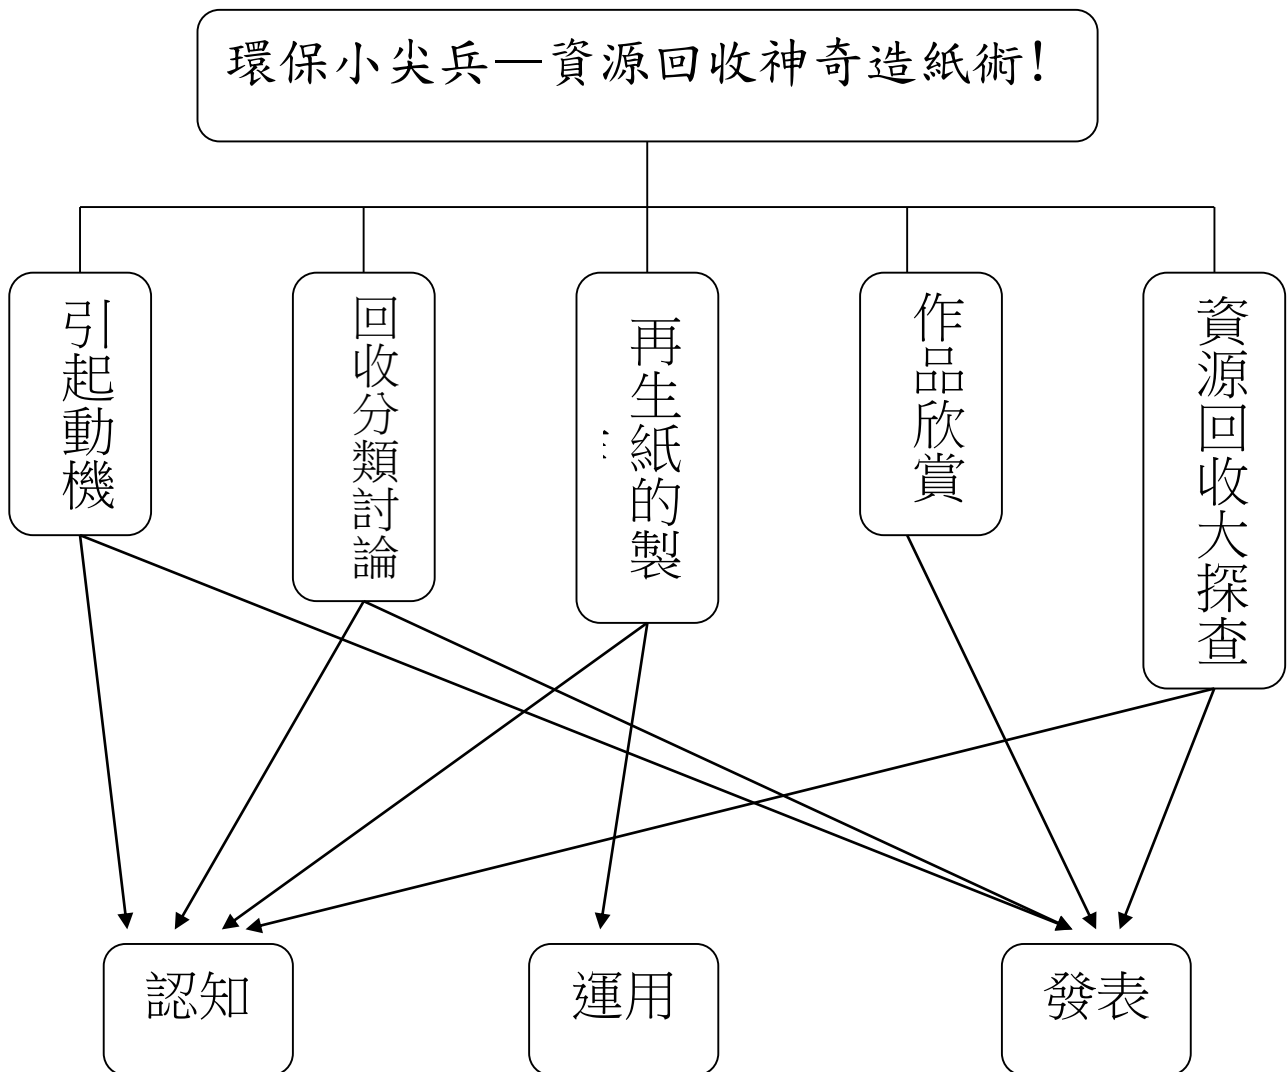 環保小尖兵—資源回收神奇造紙術!
引起動機
回收分類討論
再生紙的製
作品欣賞
資源回收大探查
認知
運用
發表